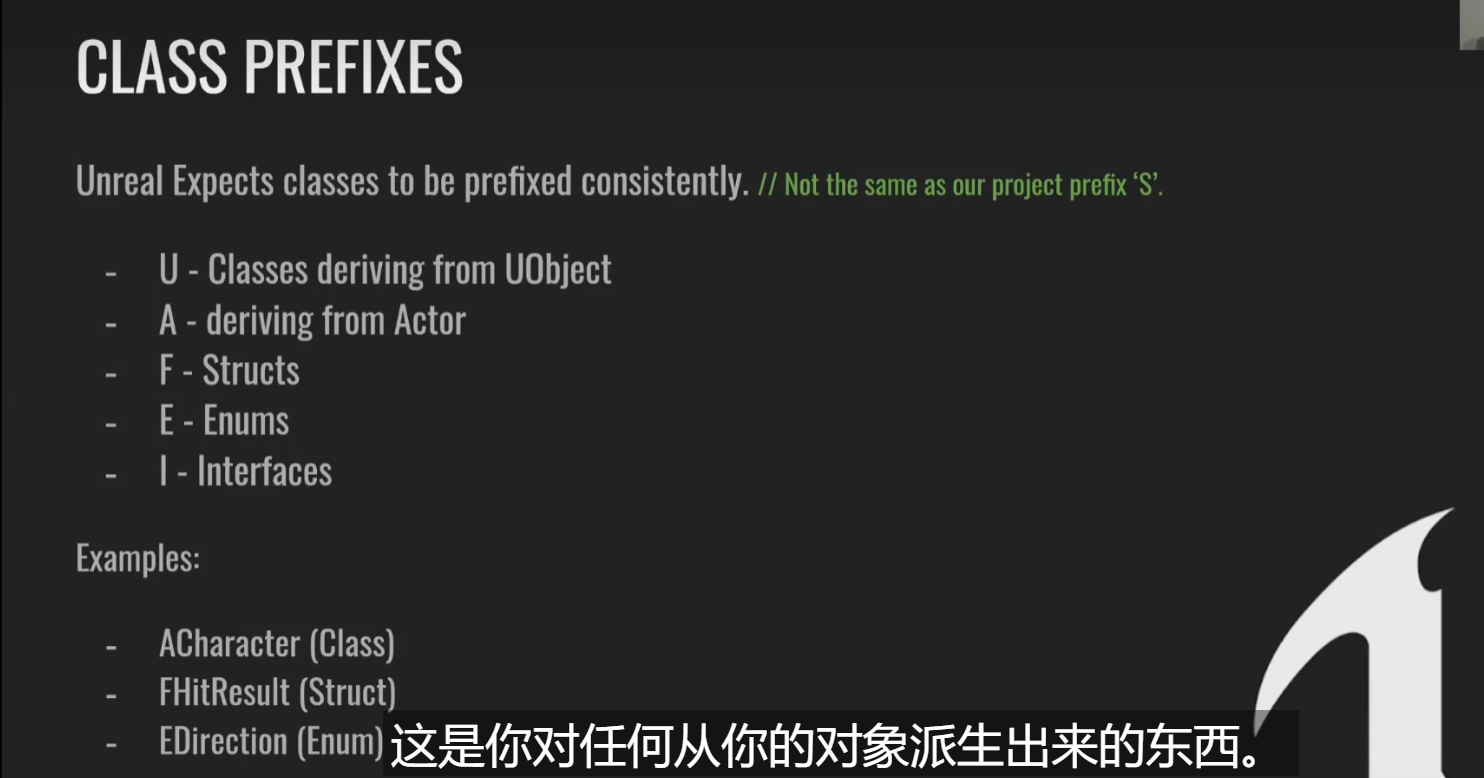 CLASS PREFIXES
Unreal Expects classes to be prefixed consistently. // Not the same as our project prefix ‘S’.
- U - Classes deriving from UObject
- A - deriving from Actor
- F - Structs
- E - Enums
- I - Interfaces
Examples:
- ACharacter (Class)
- FHitResult (Struct)
- EDirection (Enum)
这是你对任何从你的对象派生出来的东西。